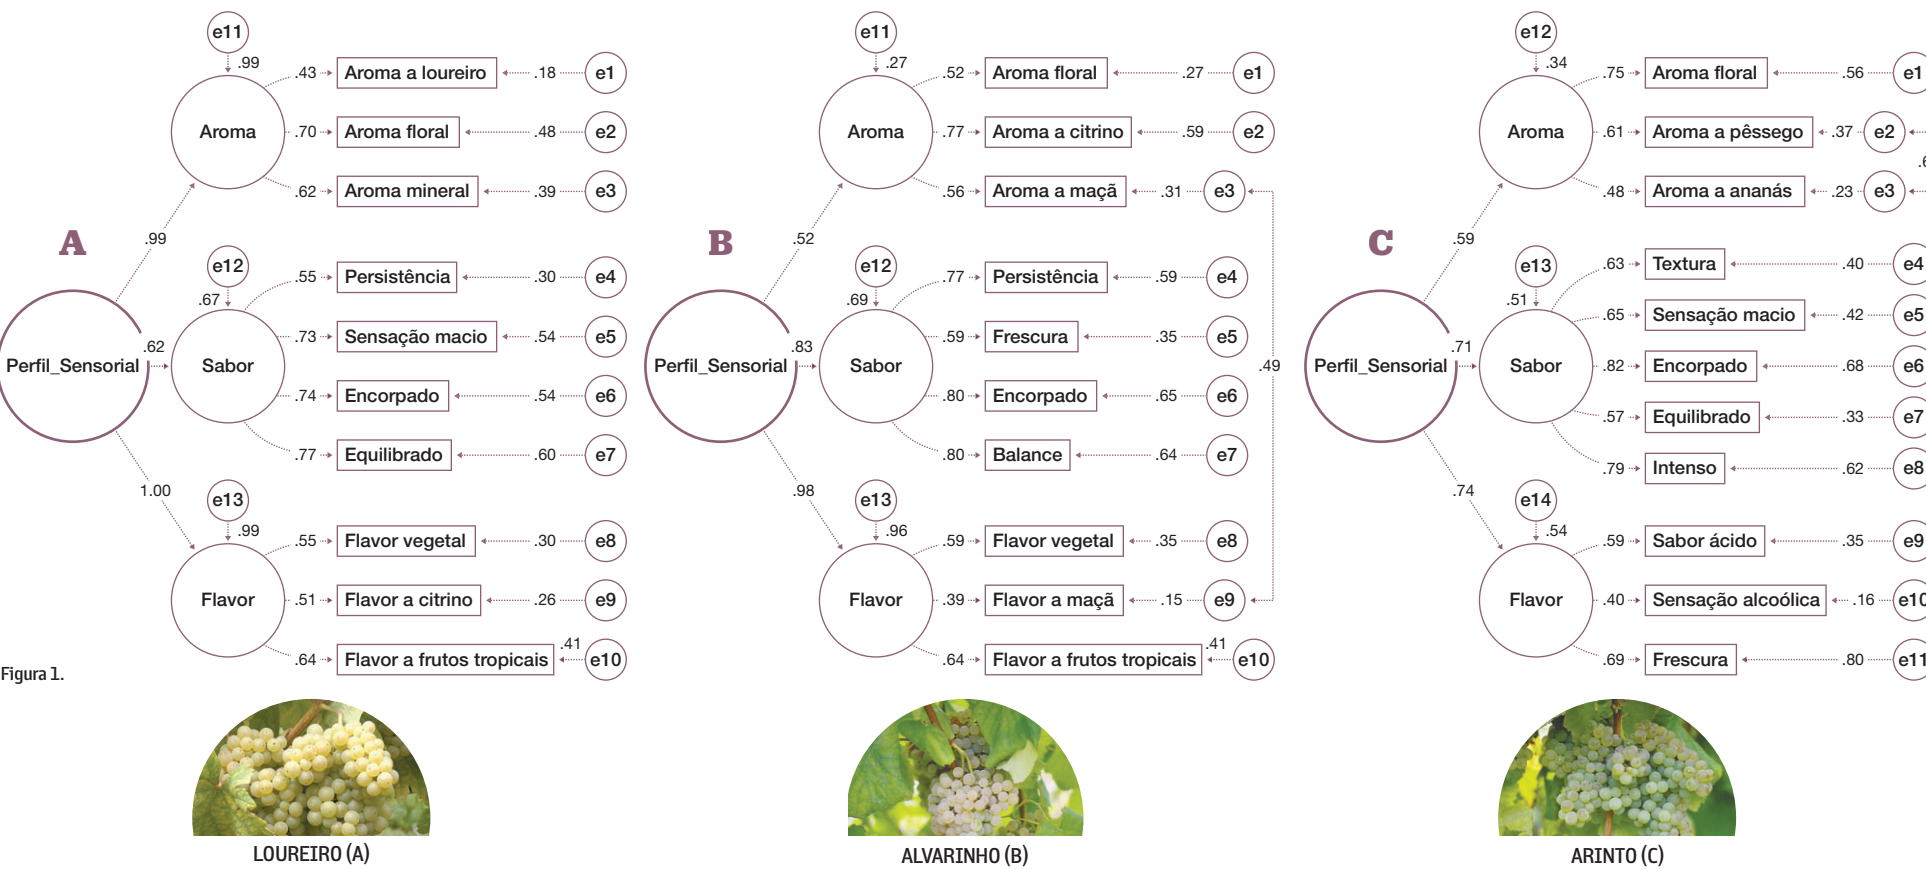 A
e11
.99
Aroma
.43
Aroma a loureiro
.18
e1
.70
Aroma floral
.48
e2
.62
Aroma mineral
.39
e3
.99
Perfil_Sensorial
.62
e12
.67
Sabor
.55
Persistência
.30
e4
.73
Sensação macio
.54
e5
.74
Encorpado
.54
e6
.77
Equilibrado
.60
e7
1.00
e13
.99
Flavor
.55
Flavor vegetal
.30
e8
.51
Flavor a citrino
.26
e9
.64
Flavor a frutos tropicais
.41
e10
B
e11
.27
Aroma
.52
Aroma floral
.27
e1
.77
Aroma a citrino
.59
e2
.56
Aroma a maçã
.31
e3
.52
Perfil_Sensorial
.83
e12
.69
Sabor
.77
Persistência
.59
e4
.59
Frescura
.35
e5
.80
Encorpado
.65
e6
.80
Balance
.64
e7
.49
.98
e13
.96
Flavor
.59
Flavor vegetal
.35
e8
.39
Flavor a maçã
.15
e9
.64
Flavor a frutos tropicais
.41
e10
C
e12
.34
Aroma
.75
Aroma floral
.56
e1
.61
Aroma a pêssego
.37
e2
.48
Aroma a ananás
.23
e3
.59
Perfil_Sensorial
.71
e13
.51
Sabor
.63
Textura
.40
e4
.65
Sensação macio
.42
e5
.82
Encorpado
.68
e6
.57
Equilibrado
.33
e7
.79
Intenso
.62
e8
.74
e14
.54
Flavor
.59
Sabor ácido
.35
e9
.40
Sensação alcoólica
.16
e10
.69
Frescura
.80
e11
Figura 1.
LOUREIRO (A)
ALVARINHO (B)
ARINTO (C)